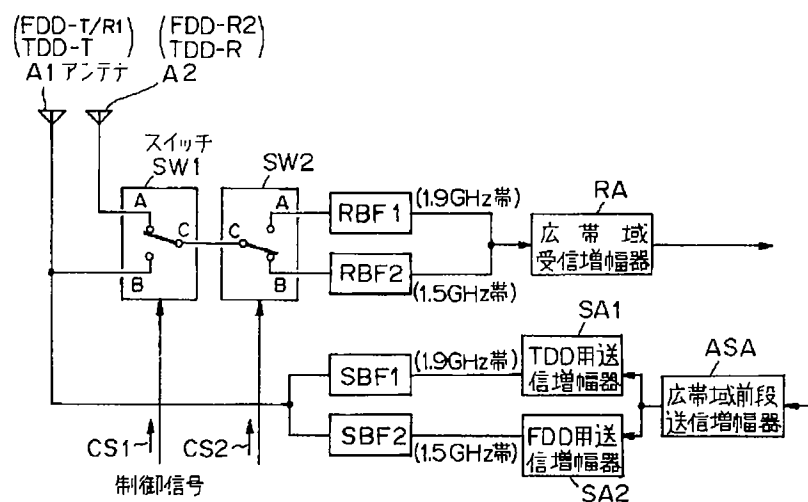 (FDD-T/R1)
(TDD-T)
A1 アンテナ
(FDD-R2)
(TDD-R)
A2
スイッチ
SW1
SW2
A
C
B
A
C
B
RBF1
(1.9GHz帯)
RBF2
(1.5GHz帯)
RA
広帯域
受信増幅器
SBF1
(1.9GHz帯)
SBF2
(1.5GHz帯)
SA1
TDD用送
信増幅器
FDD用送
信増幅器
SA2
ASA
広帯域前段
送信増幅器
CS1
CS2
制御信号